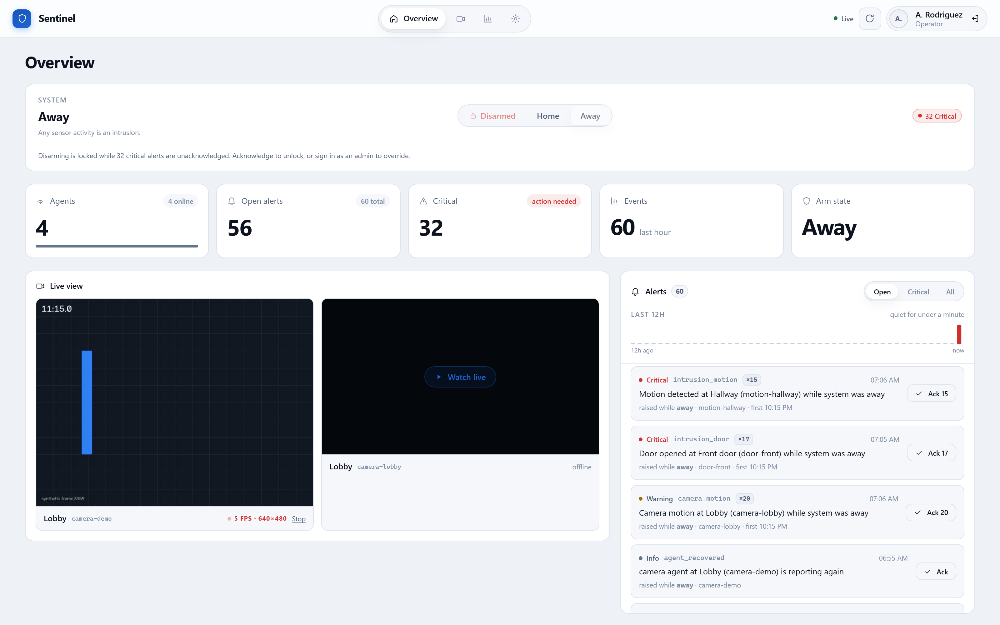 Sentinel
Overview
Live
A.
A. Rodriguez
Operator
Overview
SYSTEM
Away
Any sensor activity is an intrusion.
Disarmed
Home
Away
32 Critical
Disarming is locked while 32 critical alerts are unacknowledged. Acknowledge to unlock, or sign in as an admin to override.
Agents
4 online
4
Open alerts
60 total
56
Critical
action needed
32
Events
60 last hour
Arm state
Away
Live view
11:15.0
synthetic frame 3359
Lobby camera-demo
5 FPS · 640×480 Stop
Watch live
Lobby camera-lobby
offline
Alerts 60
Open
Critical
All
LAST 12H
quiet for under a minute
12h ago
now
Critical intrusion_motion ×15 07:06 AM
Motion detected at Hallway (motion-hallway) while system was away
raised while away · motion-hallway · first 10:15 PM
Ack 15
Critical intrusion_door ×17 07:05 AM
Door opened at Front door (door-front) while system was away
raised while away · door-front · first 10:15 PM
Ack 17
Warning camera_motion ×20 07:06 AM
Camera motion at Lobby (camera-lobby) while system was away
raised while away · camera-lobby · first 10:15 PM
Ack 20
Info agent_recovered 06:55 AM
camera agent at Lobby (camera-demo) is reporting again
raised while away · camera-demo
Ack